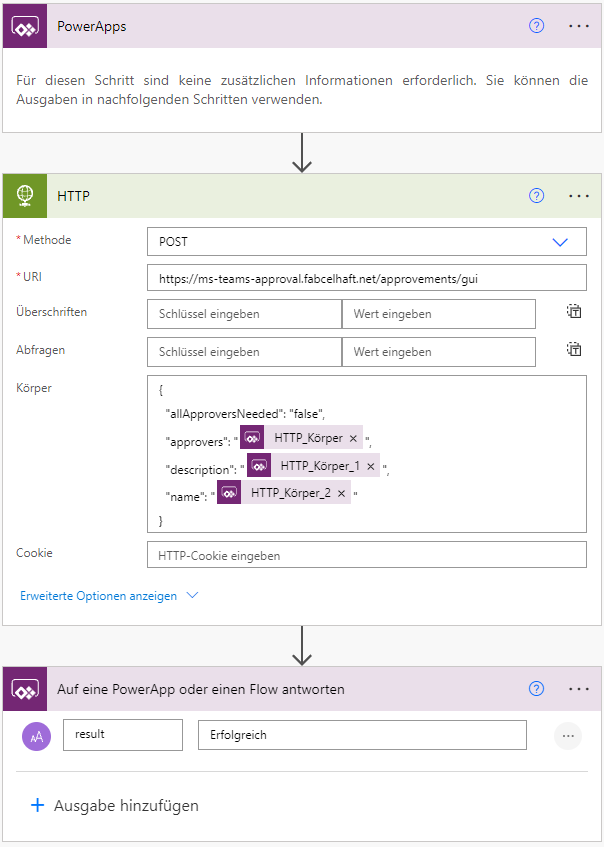 PowerApps
Für diesen Schritt sind keine zusätzlichen Informationen erforderlich. Sie können die
Ausgaben in nachfolgenden Schritten verwenden.
HTTP
* Methode
POST
* URI
https://ms-teams-approval.fabcelhaft.net/approvements/gui
Überschriften
Schlüssel eingeben
Wert eingeben
Abfragen
Schlüssel eingeben
Wert eingeben
Körper
{
"allApproversNeeded": "false",
"approvers": " HTTP_Körper × ",
"description": " HTTP_Körper_1 × ",
"name": " HTTP_Körper_2 × "
}
Cookie
HTTP-Cookie eingeben
Erweiterte Optionen anzeigen
Auf eine PowerApp oder einen Flow antworten
AA
result
Erfolgreich
+ Ausgabe hinzufügen